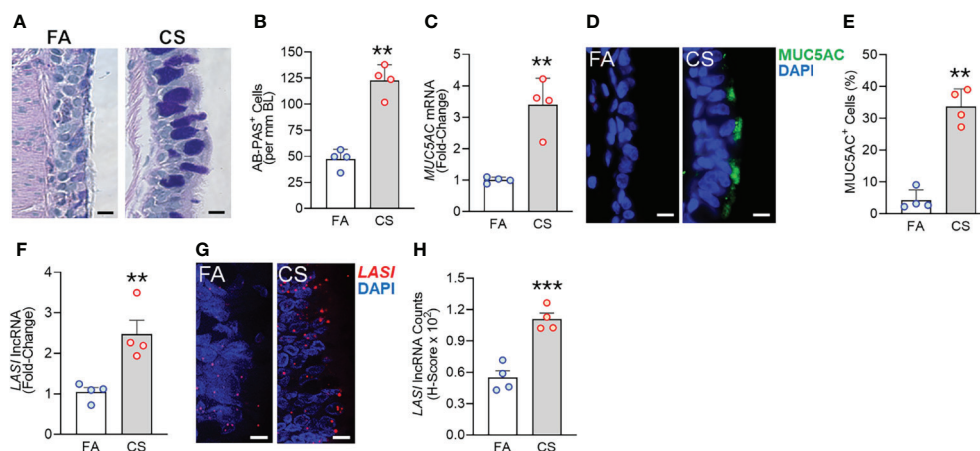 A
FA
CS
B
AB-PAS+ Cells
(per mm BL)
150
125
100
75
50
25
0
**
FA
CS
C
MUC5AC mRNA
(Fold-Change)
5
4
3
2
1
0
**
FA
CS
D
FA
CS
MUC5AC
DAPI
E
MUC5AC+ Cells (%)
60
40
20
0
**
FA
CS
F
LASI lncRNA
(Fold-Change)
4
3
2
1
0
**
FA
CS
G
FA
CS
LASI
DAPI
H
LASI lncRNA Counts
(H-Score x 10²)
1.5
1.2
0.9
0.6
0.3
0.0
***
FA
CS